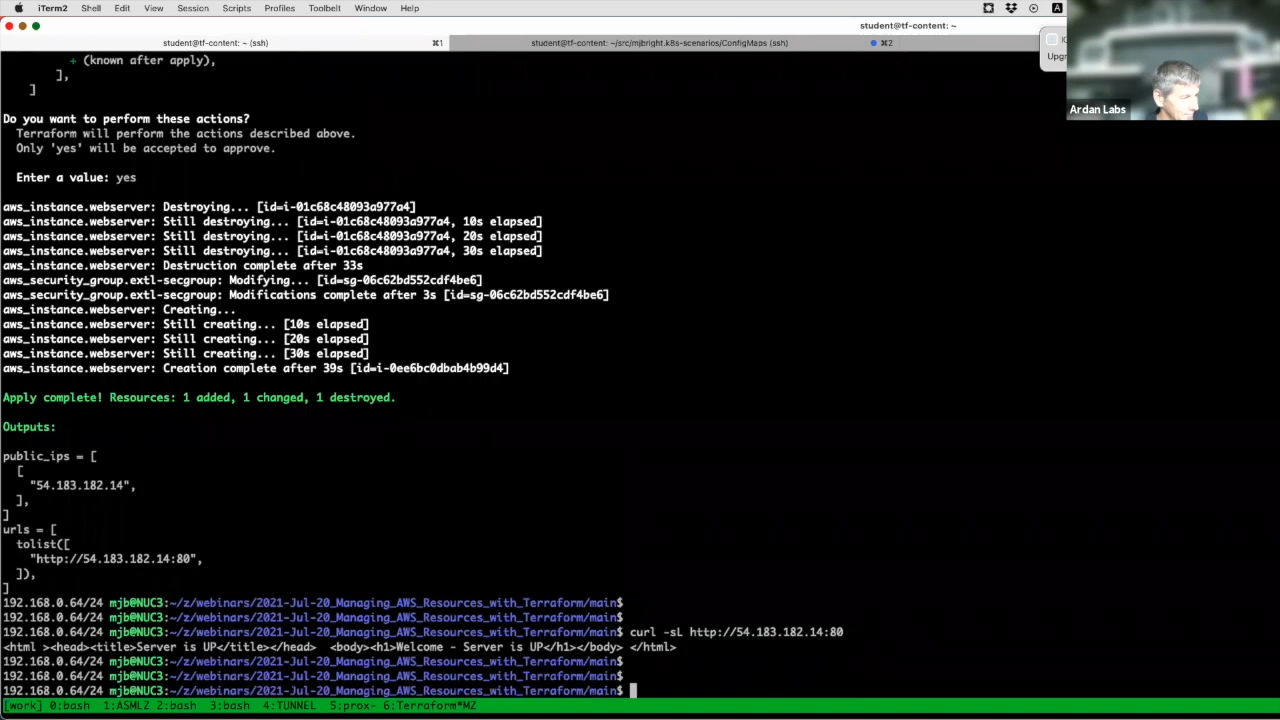 iTerm2 Shell Edit View Session Scripts Profiles Toolbelt Window Help A
student@tf-content: ~
student@tf-content: ~ (ssh) ⌘1 student@tf-content: ~/src/mjbright.k8s-scenarios/ConfigMaps (ssh) ⌘2
Upgr
Ardan Labs
+ (known after apply),
],
]
Do you want to perform these actions?
Terraform will perform the actions described above.
Only 'yes' will be accepted to approve.
Enter a value: yes
aws_instance.webserver: Destroying... [id=i-01c68c48093a977a4]
aws_instance.webserver: Still destroying... [id=i-01c68c48093a977a4, 10s elapsed]
aws_instance.webserver: Still destroying... [id=i-01c68c48093a977a4, 20s elapsed]
aws_instance.webserver: Still destroying... [id=i-01c68c48093a977a4, 30s elapsed]
aws_instance.webserver: Destruction complete after 33s
aws_security_group.extl-secgroup: Modifying... [id=sg-06c62bd552cdf4be6]
aws_security_group.extl-secgroup: Modifications complete after 3s [id=sg-06c62bd552cdf4be6]
aws_instance.webserver: Creating...
aws_instance.webserver: Still creating... [10s elapsed]
aws_instance.webserver: Still creating... [20s elapsed]
aws_instance.webserver: Still creating... [30s elapsed]
aws_instance.webserver: Creation complete after 39s [id=i-0ee6bc0dbab4b99d4]
Apply complete! Resources: 1 added, 1 changed, 1 destroyed.
Outputs:
public_ips = [
[
"54.183.182.14",
],
]
urls = [
tolist([
"http://54.183.182.14:80",
]),
]
192.168.0.64/24 mjb@NUC3:~/z/webinars/2021-Jul-20_Managing_AWS_Resources_with_Terraform/main$
192.168.0.64/24 mjb@NUC3:~/z/webinars/2021-Jul-20_Managing_AWS_Resources_with_Terraform/main$
192.168.0.64/24 mjb@NUC3:~/z/webinars/2021-Jul-20_Managing_AWS_Resources_with_Terraform/main$ curl -sL http://54.183.182.14:80
<html ><head><title>Server is UP</title></head> <body><h1>Welcome - Server is UP</h1></body> </html>
192.168.0.64/24 mjb@NUC3:~/z/webinars/2021-Jul-20_Managing_AWS_Resources_with_Terraform/main$
192.168.0.64/24 mjb@NUC3:~/z/webinars/2021-Jul-20_Managing_AWS_Resources_with_Terraform/main$
192.168.0.64/24 mjb@NUC3:~/z/webinars/2021-Jul-20_Managing_AWS_Resources_with_Terraform/main$
[work] 0:bash 1:ASMLZ 2:bash 3:bash 4:TUNNEL 5:prox- 6:Terraform*MZ